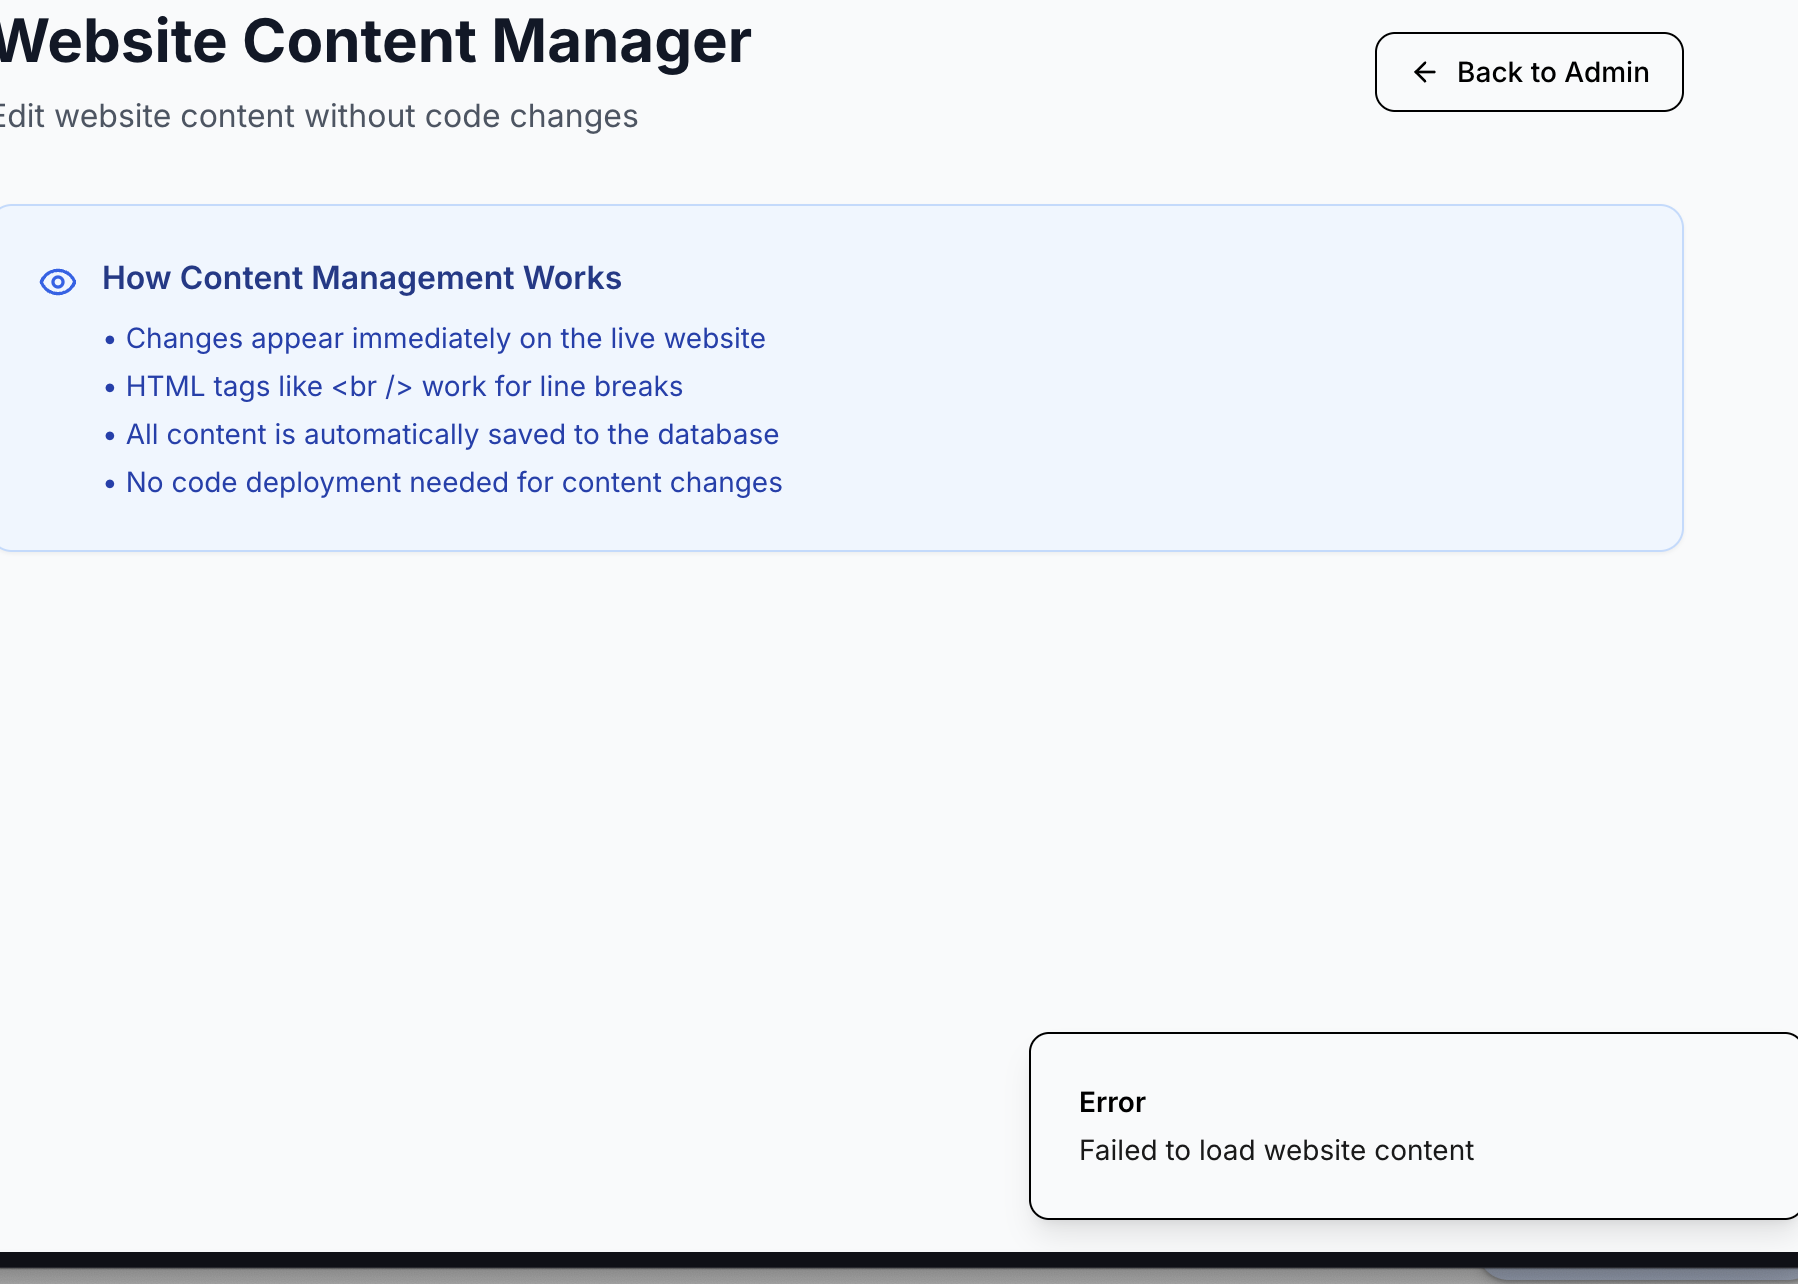 Website Content Manager
Back to Admin
Edit website content without code changes
How Content Management Works
• Changes appear immediately on the live website
• HTML tags like <br /> work for line breaks
• All content is automatically saved to the database
• No code deployment needed for content changes
Error
Failed to load website content